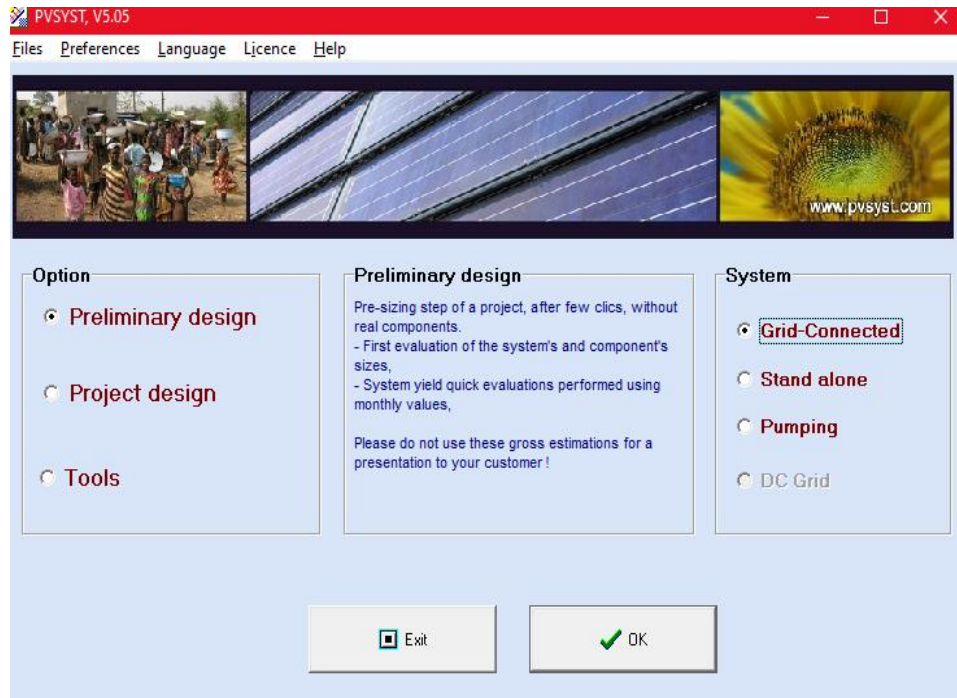 PVSYST, V5.05
Files Preferences Language Licence Help
www.pvsyst.com
Option
Preliminary design
Project design
Tools
Preliminary design
Pre-sizing step of a project, after few clics, without
real components.
- First evaluation of the system's and component's
sizes,
- System yield quick evaluations performed using
monthly values,
Please do not use these gross estimations for a
presentation to your customer !
System
Grid-Connected
Stand alone
Pumping
DC Grid
Exit
OK